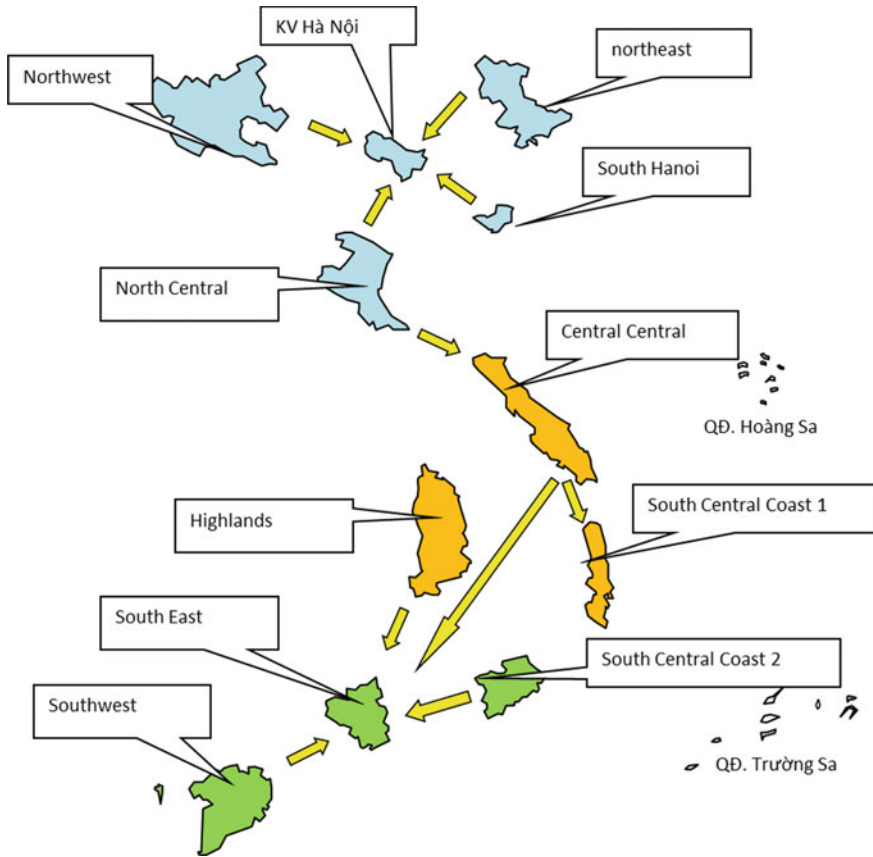 KV Hà Nội
northeast
Northwest
South Hanoi
North Central
Central Central
QĐ. Hoàng Sa
South Central Coast 1
Highlands
South East
South Central Coast 2
Southwest
QĐ. Trường Sa